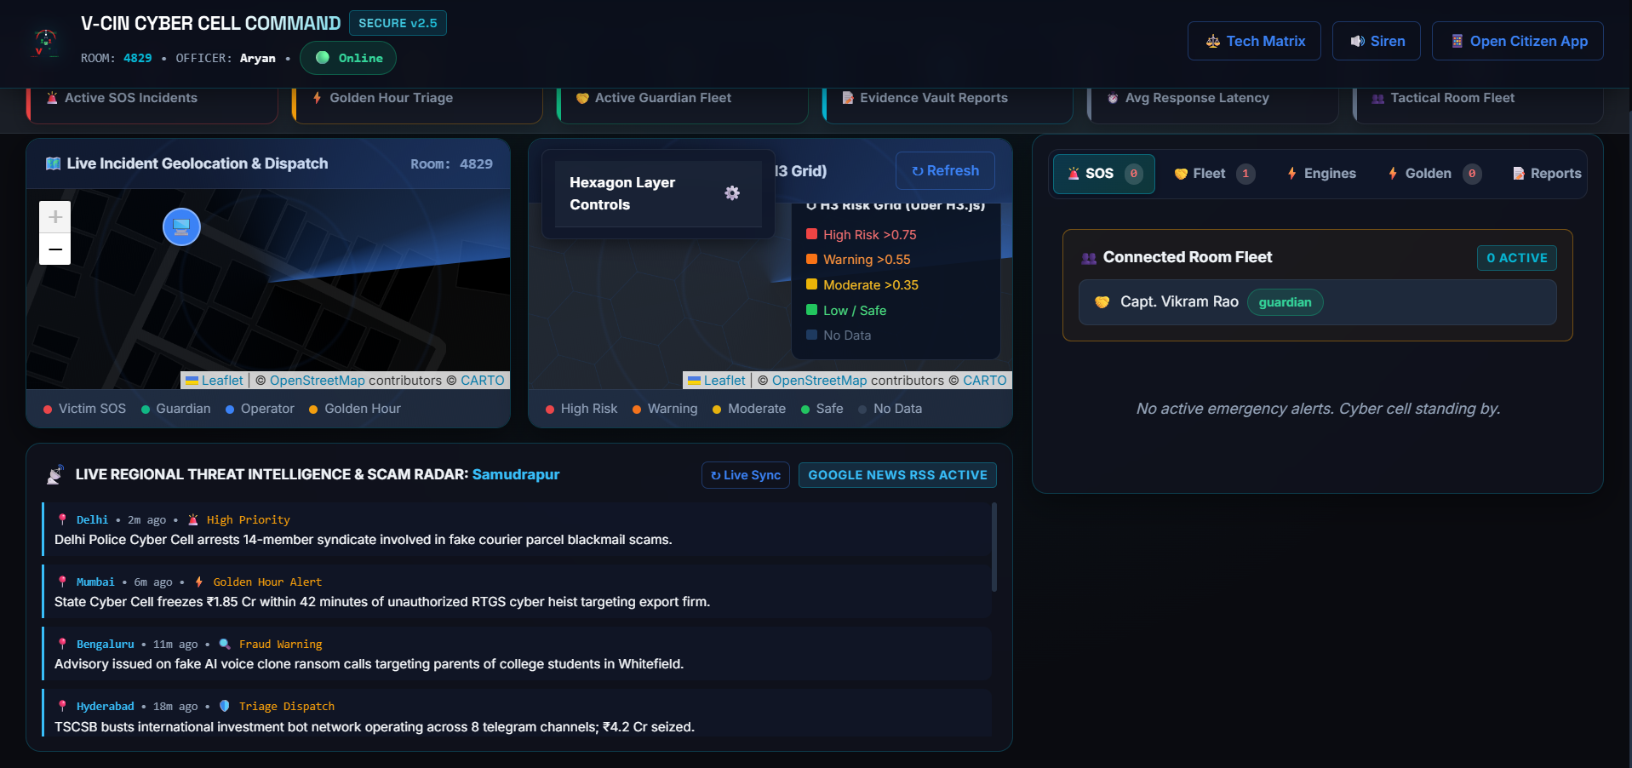 V-CIN CYBER CELL COMMAND SECURE v2.5
ROOM: 4829 • OFFICER: Aryan • Online
Tech Matrix
Siren
Open Citizen App
Active SOS Incidents
Golden Hour Triage
Active Guardian Fleet
Evidence Vault Reports
Avg Response Latency
Tactical Room Fleet
Live Incident Geolocation & Dispatch Room: 4829
+
−
Leaflet | © OpenStreetMap contributors © CARTO
Victim SOS Guardian Operator Golden Hour
Hexagon Layer
Controls
Grid)
↻ Refresh
H3 Risk Grid (Uber H3.js)
High Risk >0.75
Warning >0.55
Moderate >0.35
Low / Safe
No Data
Leaflet | © OpenStreetMap contributors © CARTO
High Risk Warning Moderate Safe No Data
SOS 0 Fleet 1 Engines Golden 0 Reports
Connected Room Fleet 0 ACTIVE
Capt. Vikram Rao guardian
No active emergency alerts. Cyber cell standing by.
LIVE REGIONAL THREAT INTELLIGENCE & SCAM RADAR: Samudrapur ↻ Live Sync GOOGLE NEWS RSS ACTIVE
Delhi • 2m ago • High Priority
Delhi Police Cyber Cell arrests 14-member syndicate involved in fake courier parcel blackmail scams.
Mumbai • 6m ago • Golden Hour Alert
State Cyber Cell freezes ₹1.85 Cr within 42 minutes of unauthorized RTGS cyber heist targeting export firm.
Bengaluru • 11m ago • Fraud Warning
Advisory issued on fake AI voice clone ransom calls targeting parents of college students in Whitefield.
Hyderabad • 18m ago • Triage Dispatch
TSCSB busts international investment bot network operating across 8 telegram channels; ₹4.2 Cr seized.